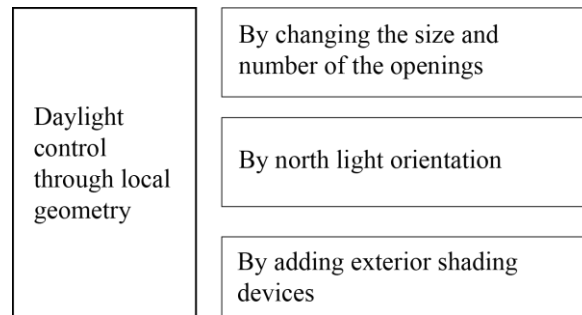 Daylight
control
through local
geometry
By changing the size and
number of the openings
By north light orientation
By adding exterior shading
devices